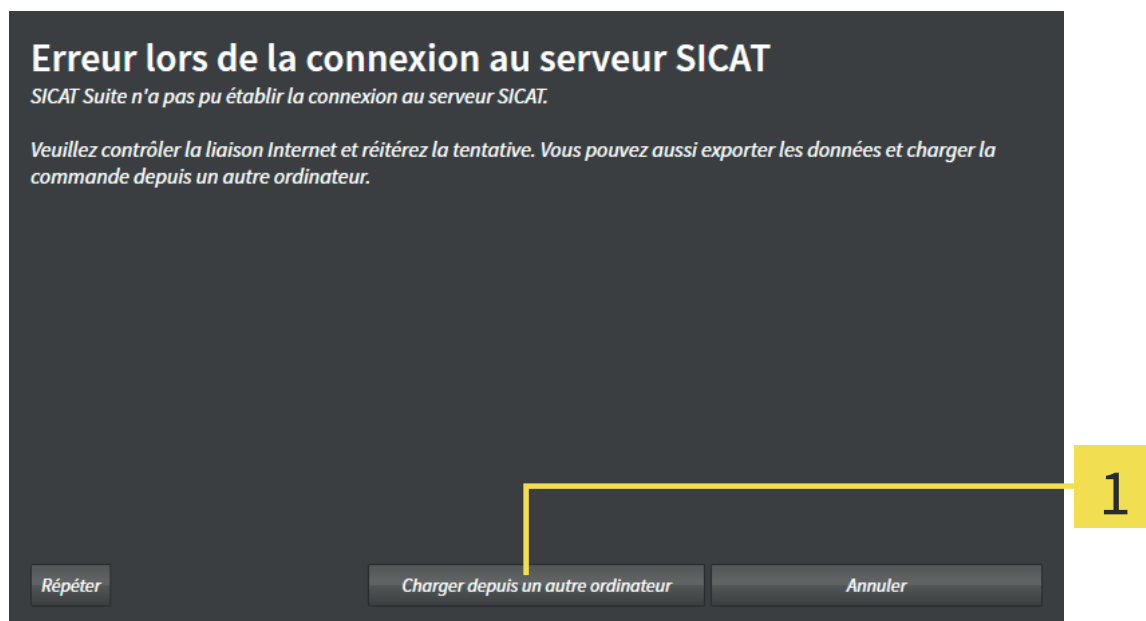 Erreur lors de la connexion au serveur SICAT
SICAT Suite n'a pas pu établir la connexion au serveur SICAT.
Veuillez contrôler la liaison Internet et réitérez la tentative. Vous pouvez aussi exporter les données et charger la
commande depuis un autre ordinateur.
1
Répéter
Charger depuis un autre ordinateur
Annuler